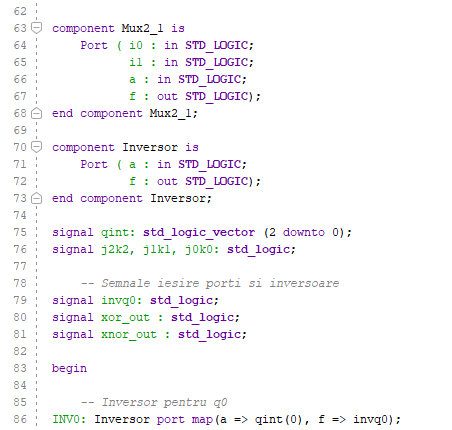 62
63 component Mux2_1 is
64 Port ( i0 : in STD_LOGIC;
65 i1 : in STD_LOGIC;
66 a : in STD_LOGIC;
67 f : out STD_LOGIC);
68 end component Mux2_1;
69
70 component Inversor is
71 Port ( a : in STD_LOGIC;
72 f : out STD_LOGIC);
73 end component Inversor;
74
75 signal qint: std_logic_vector (2 downto 0);
76 signal j2k2, j1k1, j0k0: std_logic;
77
78 -- Semnale iesire porti si inversoare
79 signal invq0: std_logic;
80 signal xor_out : std_logic;
81 signal xnor_out : std_logic;
82
83 begin
84
85 -- Inversor pentru q0
86 INV0: Inversor port map(a => qint(0), f => invq0);